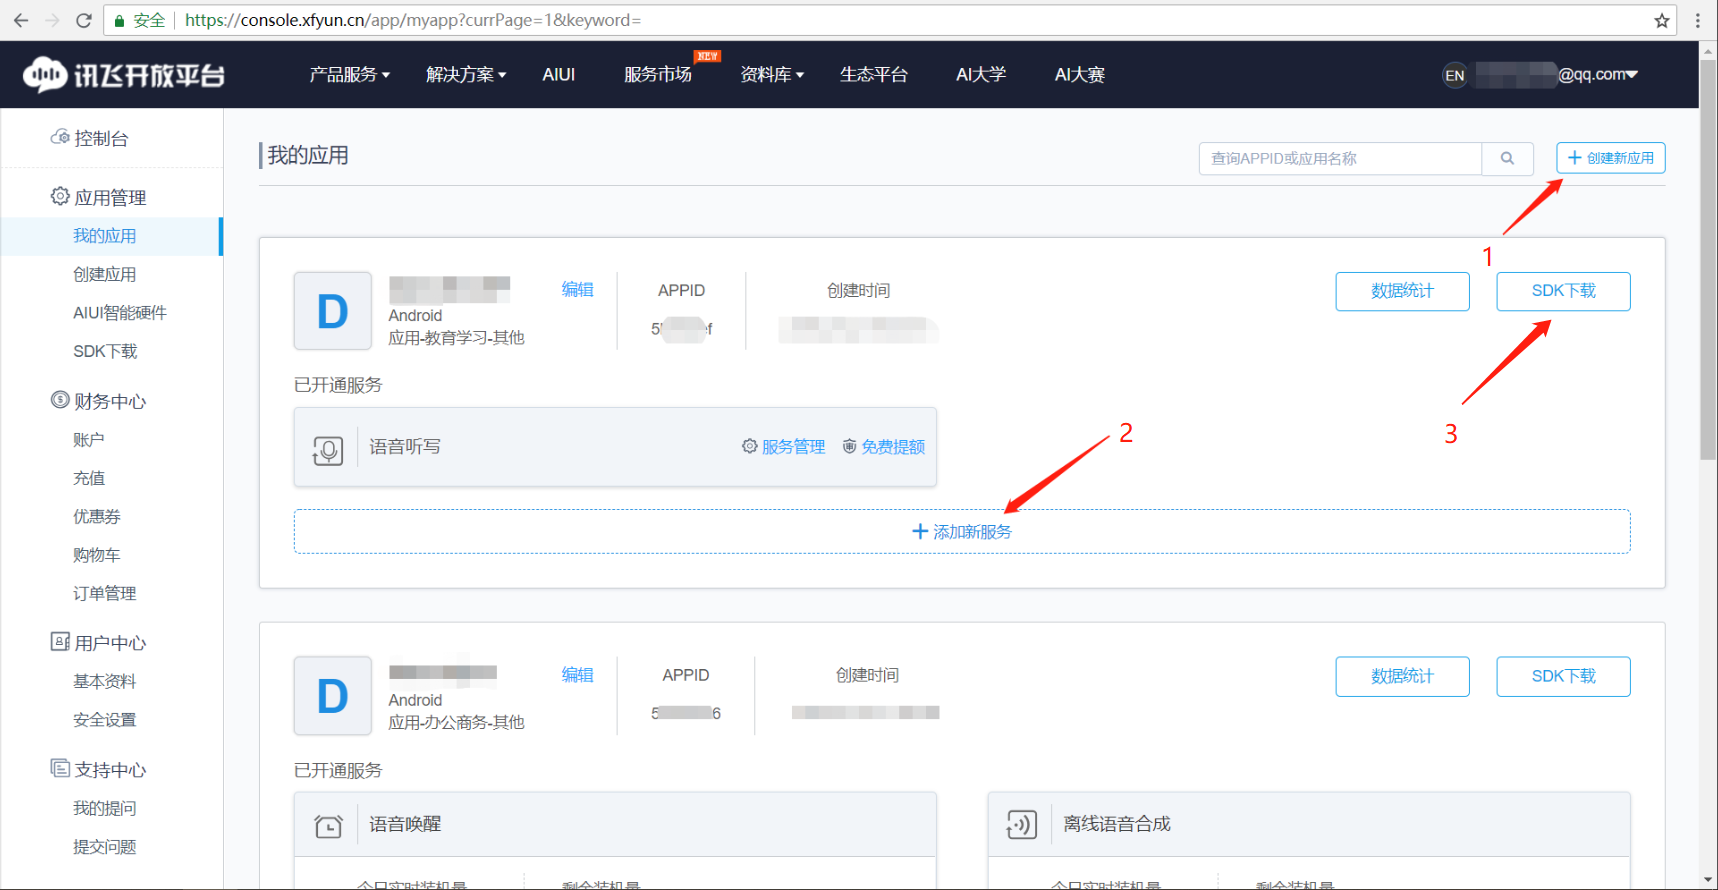 安全 https://console.xfyun.cn/app/myapp?currPage=1&keyword=
讯飞开放平台 产品服务 解决方案 AIUI 服务市场 NEW 资料库 生态平台 AI大学 AI大赛 EN @qq.com
控制台
应用管理
我的应用
创建应用
AIUI智能硬件
SDK下载
财务中心
账户
充值
优惠券
购物车
订单管理
用户中心
基本资料
安全设置
支持中心
我的提问
提交问题
我的应用 查询APPID或应用名称 创建新应用
1
D 编辑 APPID 创建时间 数据统计 SDK下载
Android
应用-教育学习-其他
5 ef
3
已开通服务
语音听写 服务管理 免费提额
2
添加新服务
D 编辑 APPID 创建时间 数据统计 SDK下载
Android
应用-办公商务-其他
5 6
已开通服务
语音唤醒 离线语音合成
今日实时装机量 剩余装机量 今日实时装机量 剩余装机量